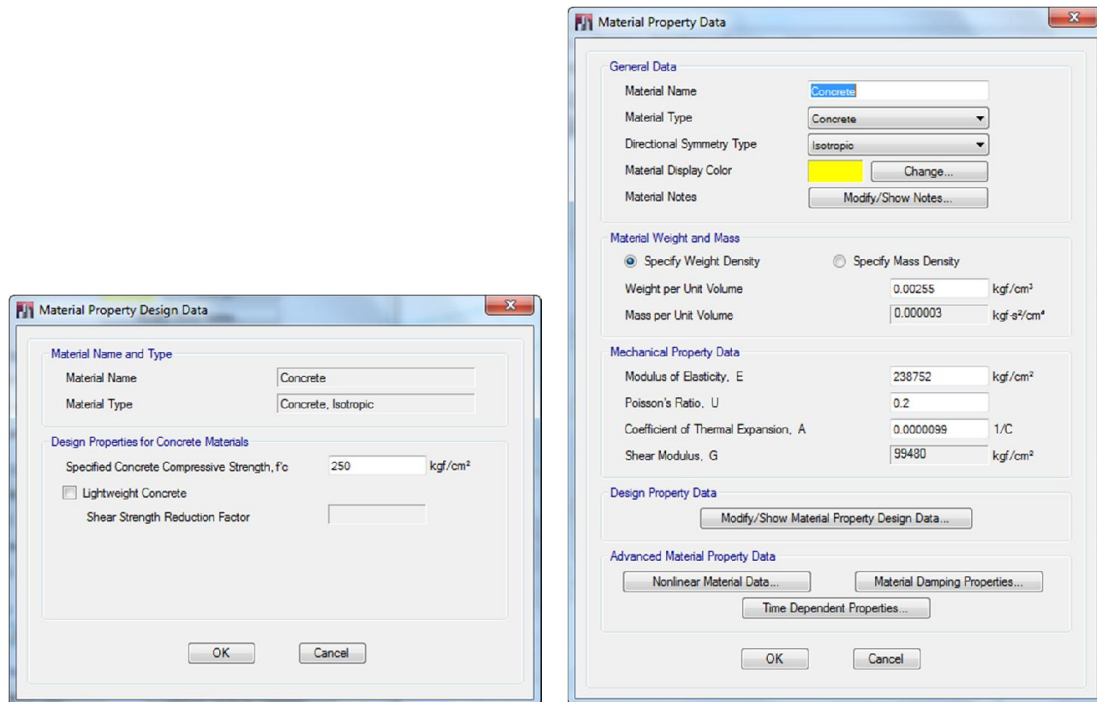 Material Property Design Data
Material Name and Type
Material Name Concrete
Material Type Concrete, Isotropic
Design Properties for Concrete Materials
Specified Concrete Compressive Strength, f'c 250 kgf/cm²
Lightweight Concrete
Shear Strength Reduction Factor
OK Cancel
Material Property Data
General Data
Material Name Concrete
Material Type Concrete
Directional Symmetry Type Isotropic
Material Display Color Change...
Material Notes Modify/Show Notes...
Material Weight and Mass
Specify Weight Density Specify Mass Density
Weight per Unit Volume 0.00255 kgf/cm³
Mass per Unit Volume 0.000003 kgf-s²/cm⁴
Mechanical Property Data
Modulus of Elasticity, E 238752 kgf/cm²
Poisson's Ratio, U 0.2
Coefficient of Thermal Expansion, A 0.0000099 1/C
Shear Modulus, G 99480 kgf/cm²
Design Property Data
Modify/Show Material Property Design Data...
Advanced Material Property Data
Nonlinear Material Data... Material Damping Properties...
Time Dependent Properties...
OK Cancel